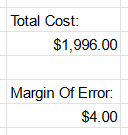 Total Cost:
$1,996.00
Margin Of Error:
$4.00